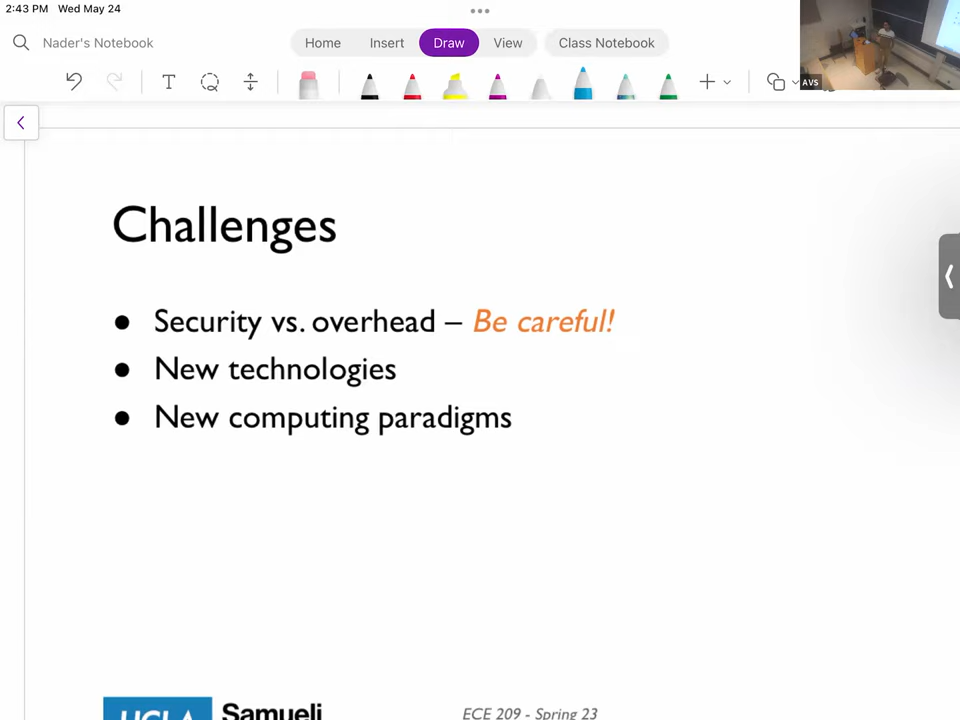 2:43 PM Wed May 24
Nader's Notebook
Home Insert Draw View Class Notebook
T
AVS
Challenges
● Security vs. overhead – Be careful!
● New technologies
● New computing paradigms
UCLA Samueli
ECE 209 - Spring 23